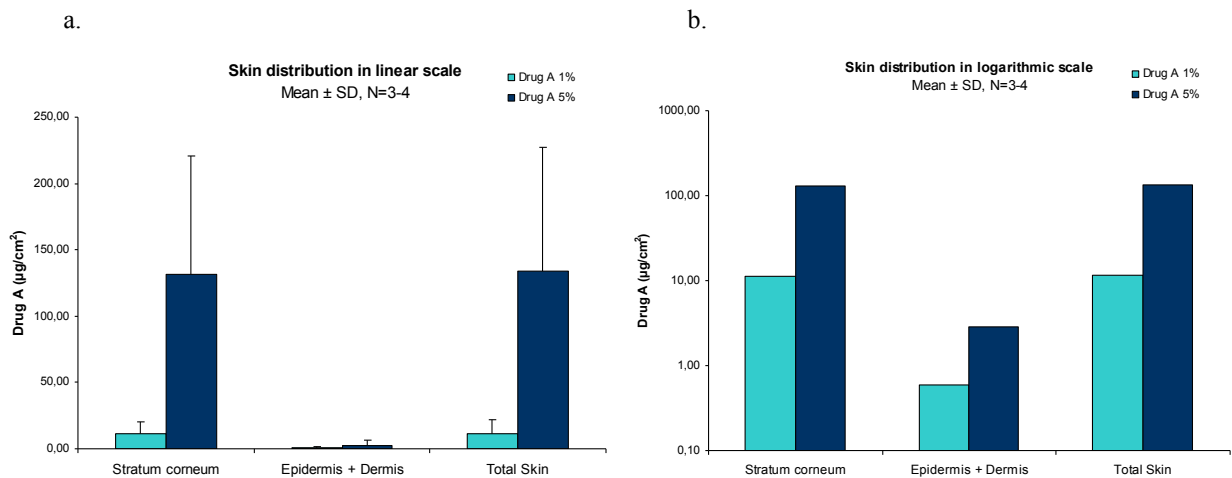 a.
Skin distribution in linear scale
Mean ± SD, N=3-4
Drug A 1%
Drug A 5%
250,00
200,00
150,00
100,00
50,00
0,00
Drug A (µg/cm²)
Stratum corneum
Epidermis + Dermis
Total Skin
b.
Skin distribution in logarithmic scale
Mean ± SD, N=3-4
Drug A 1%
Drug A 5%
1000,00
100,00
10,00
1,00
0,10
Drug A (µg/cm²)
Stratum corneum
Epidermis + Dermis
Total Skin